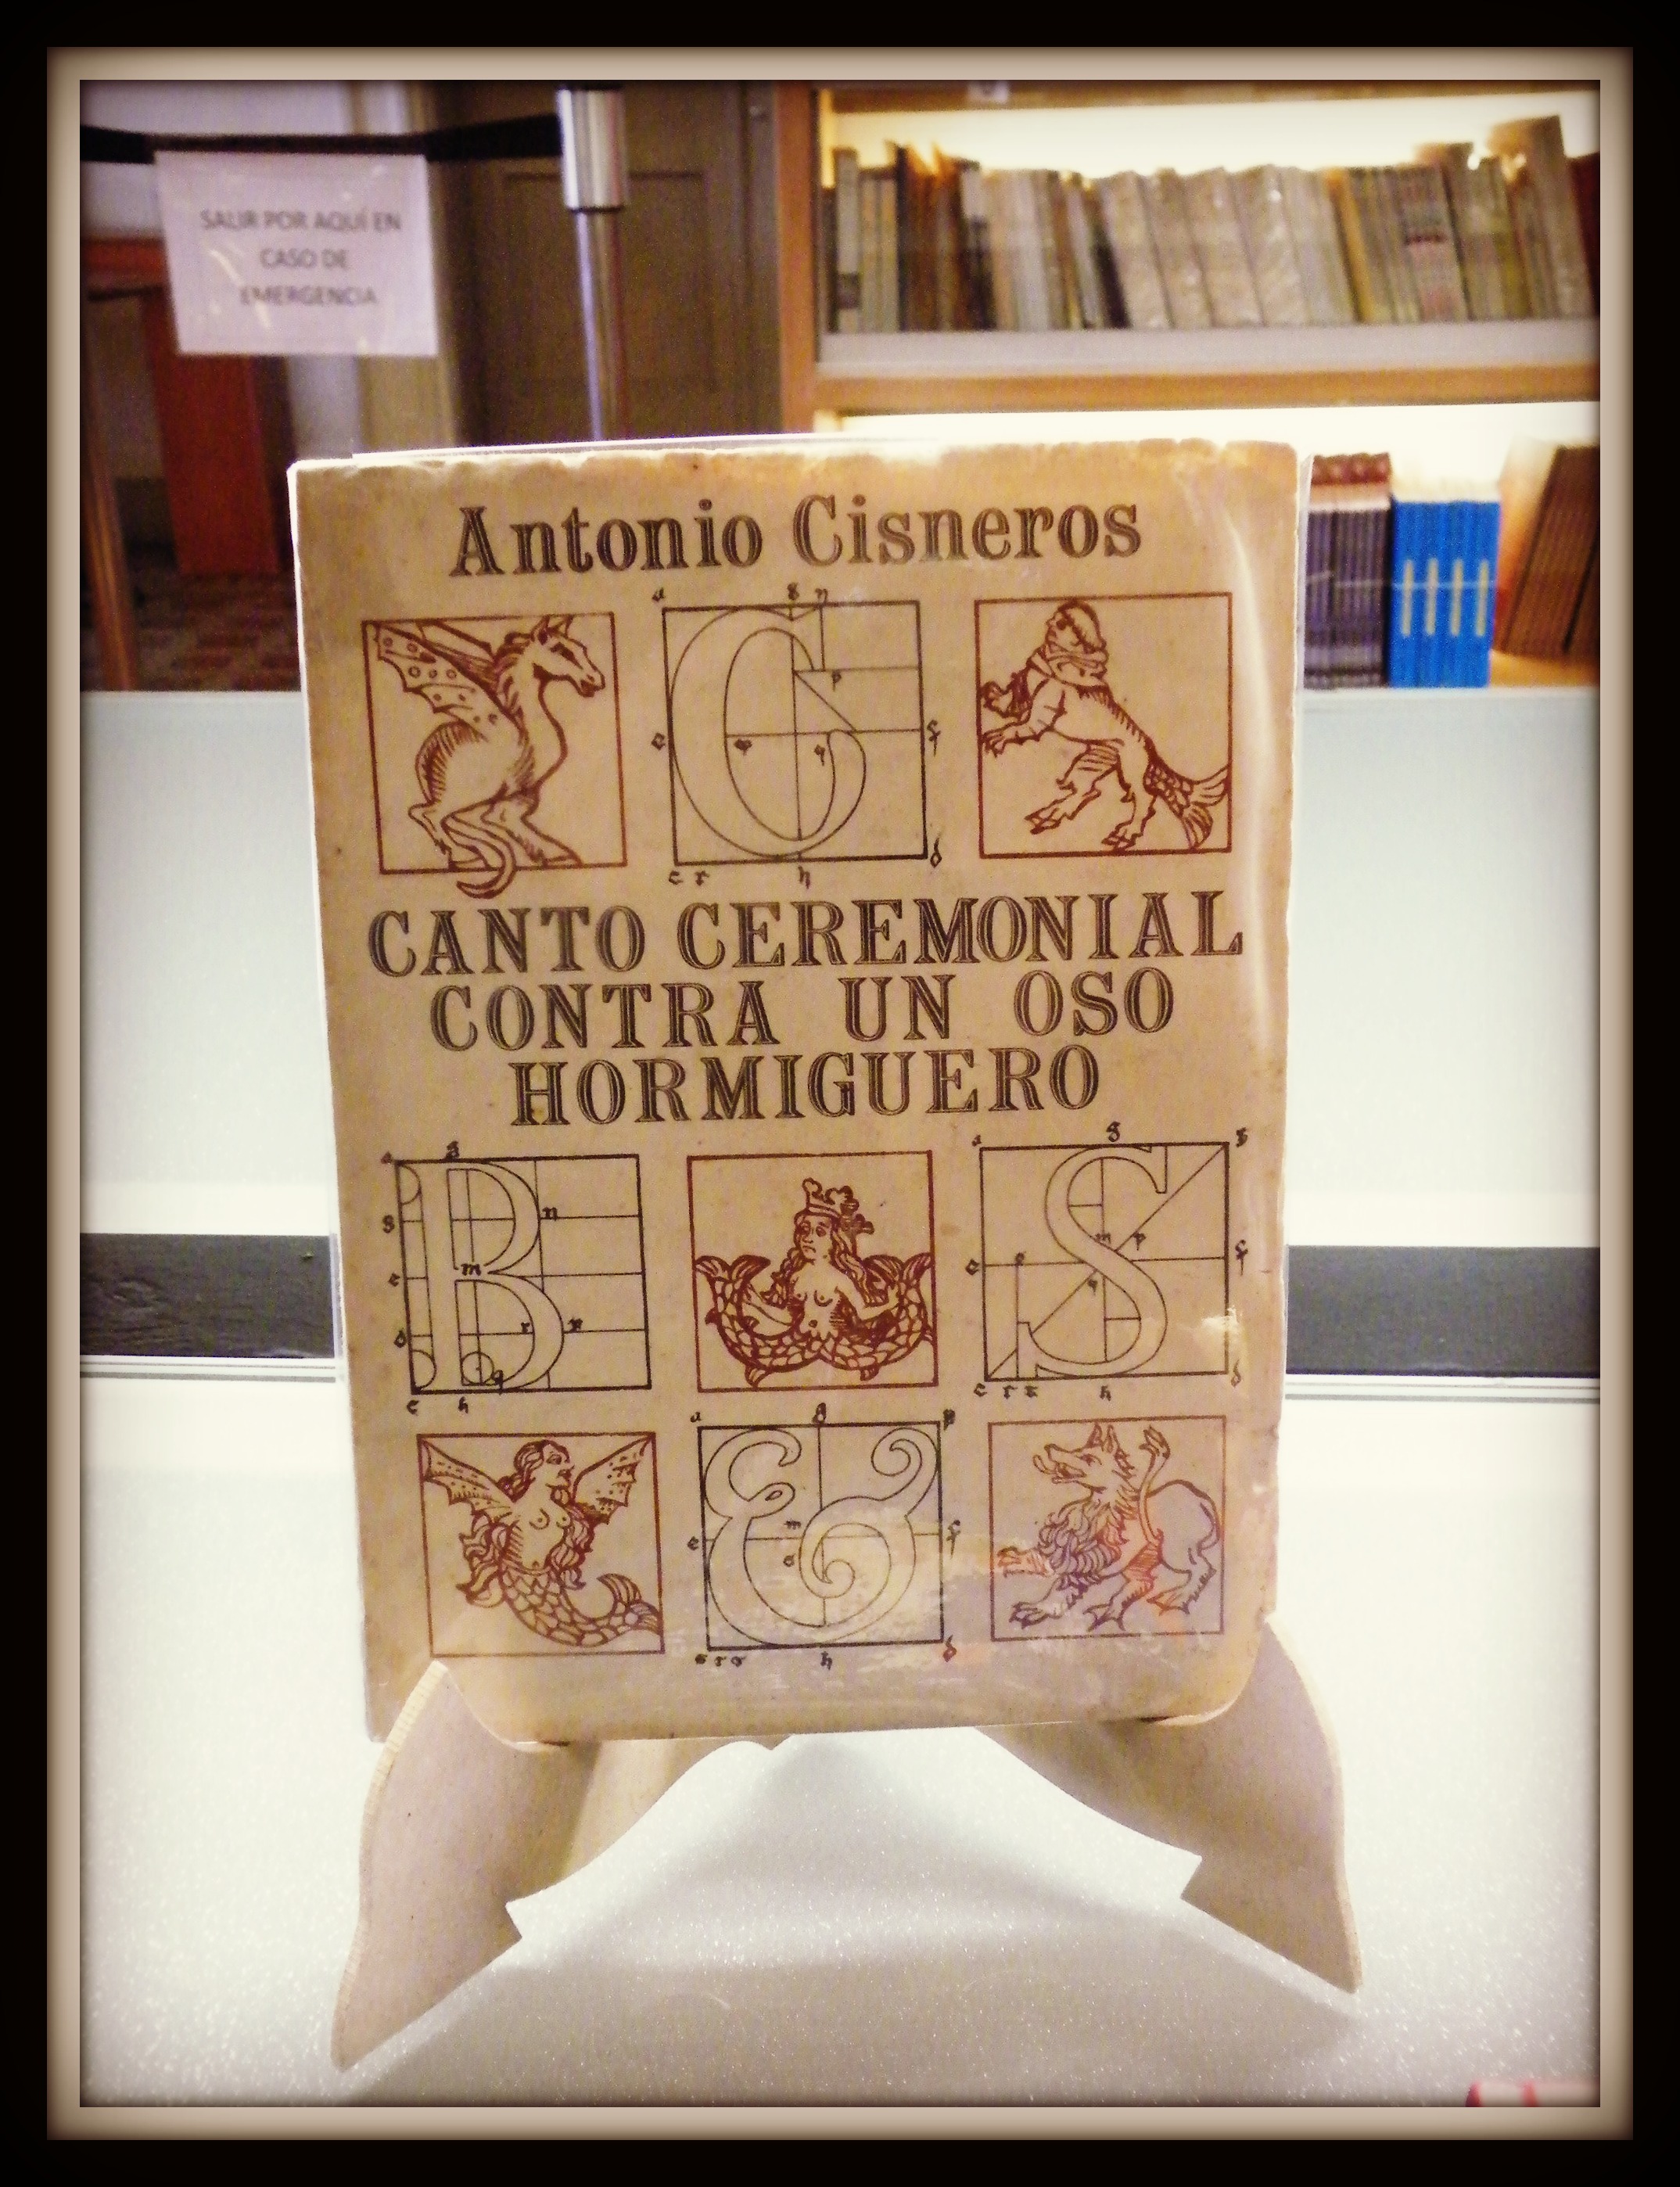 SALIR POR AQUÍ EN
CASO DE
EMERGENCIA
Antonio Cisneros
CANTO CEREMONIAL
CONTRA UN OSO
HORMIGUERO